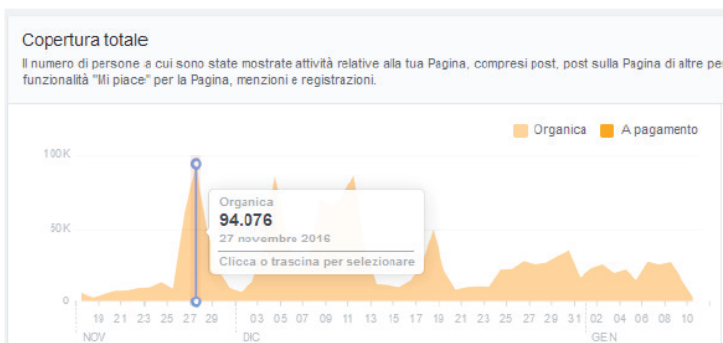 Copertura totale
Il numero di persone a cui sono state mostrate attività relative alla tua Pagina, compresi post, post sulla Pagina di altre
funzionalità "Mi piace" per la Pagina, menzioni e registrazioni.
Organica A pagamento
100K
Organica
94.076
50K
27 novembre 2016
Clicca o trascina per selezionare
0
19 21 23 25 27 29 03 05 07 09 11 13 15 17 19 21 23 25 27 29 31 02 04 06 08 10
NOV DIC GEN